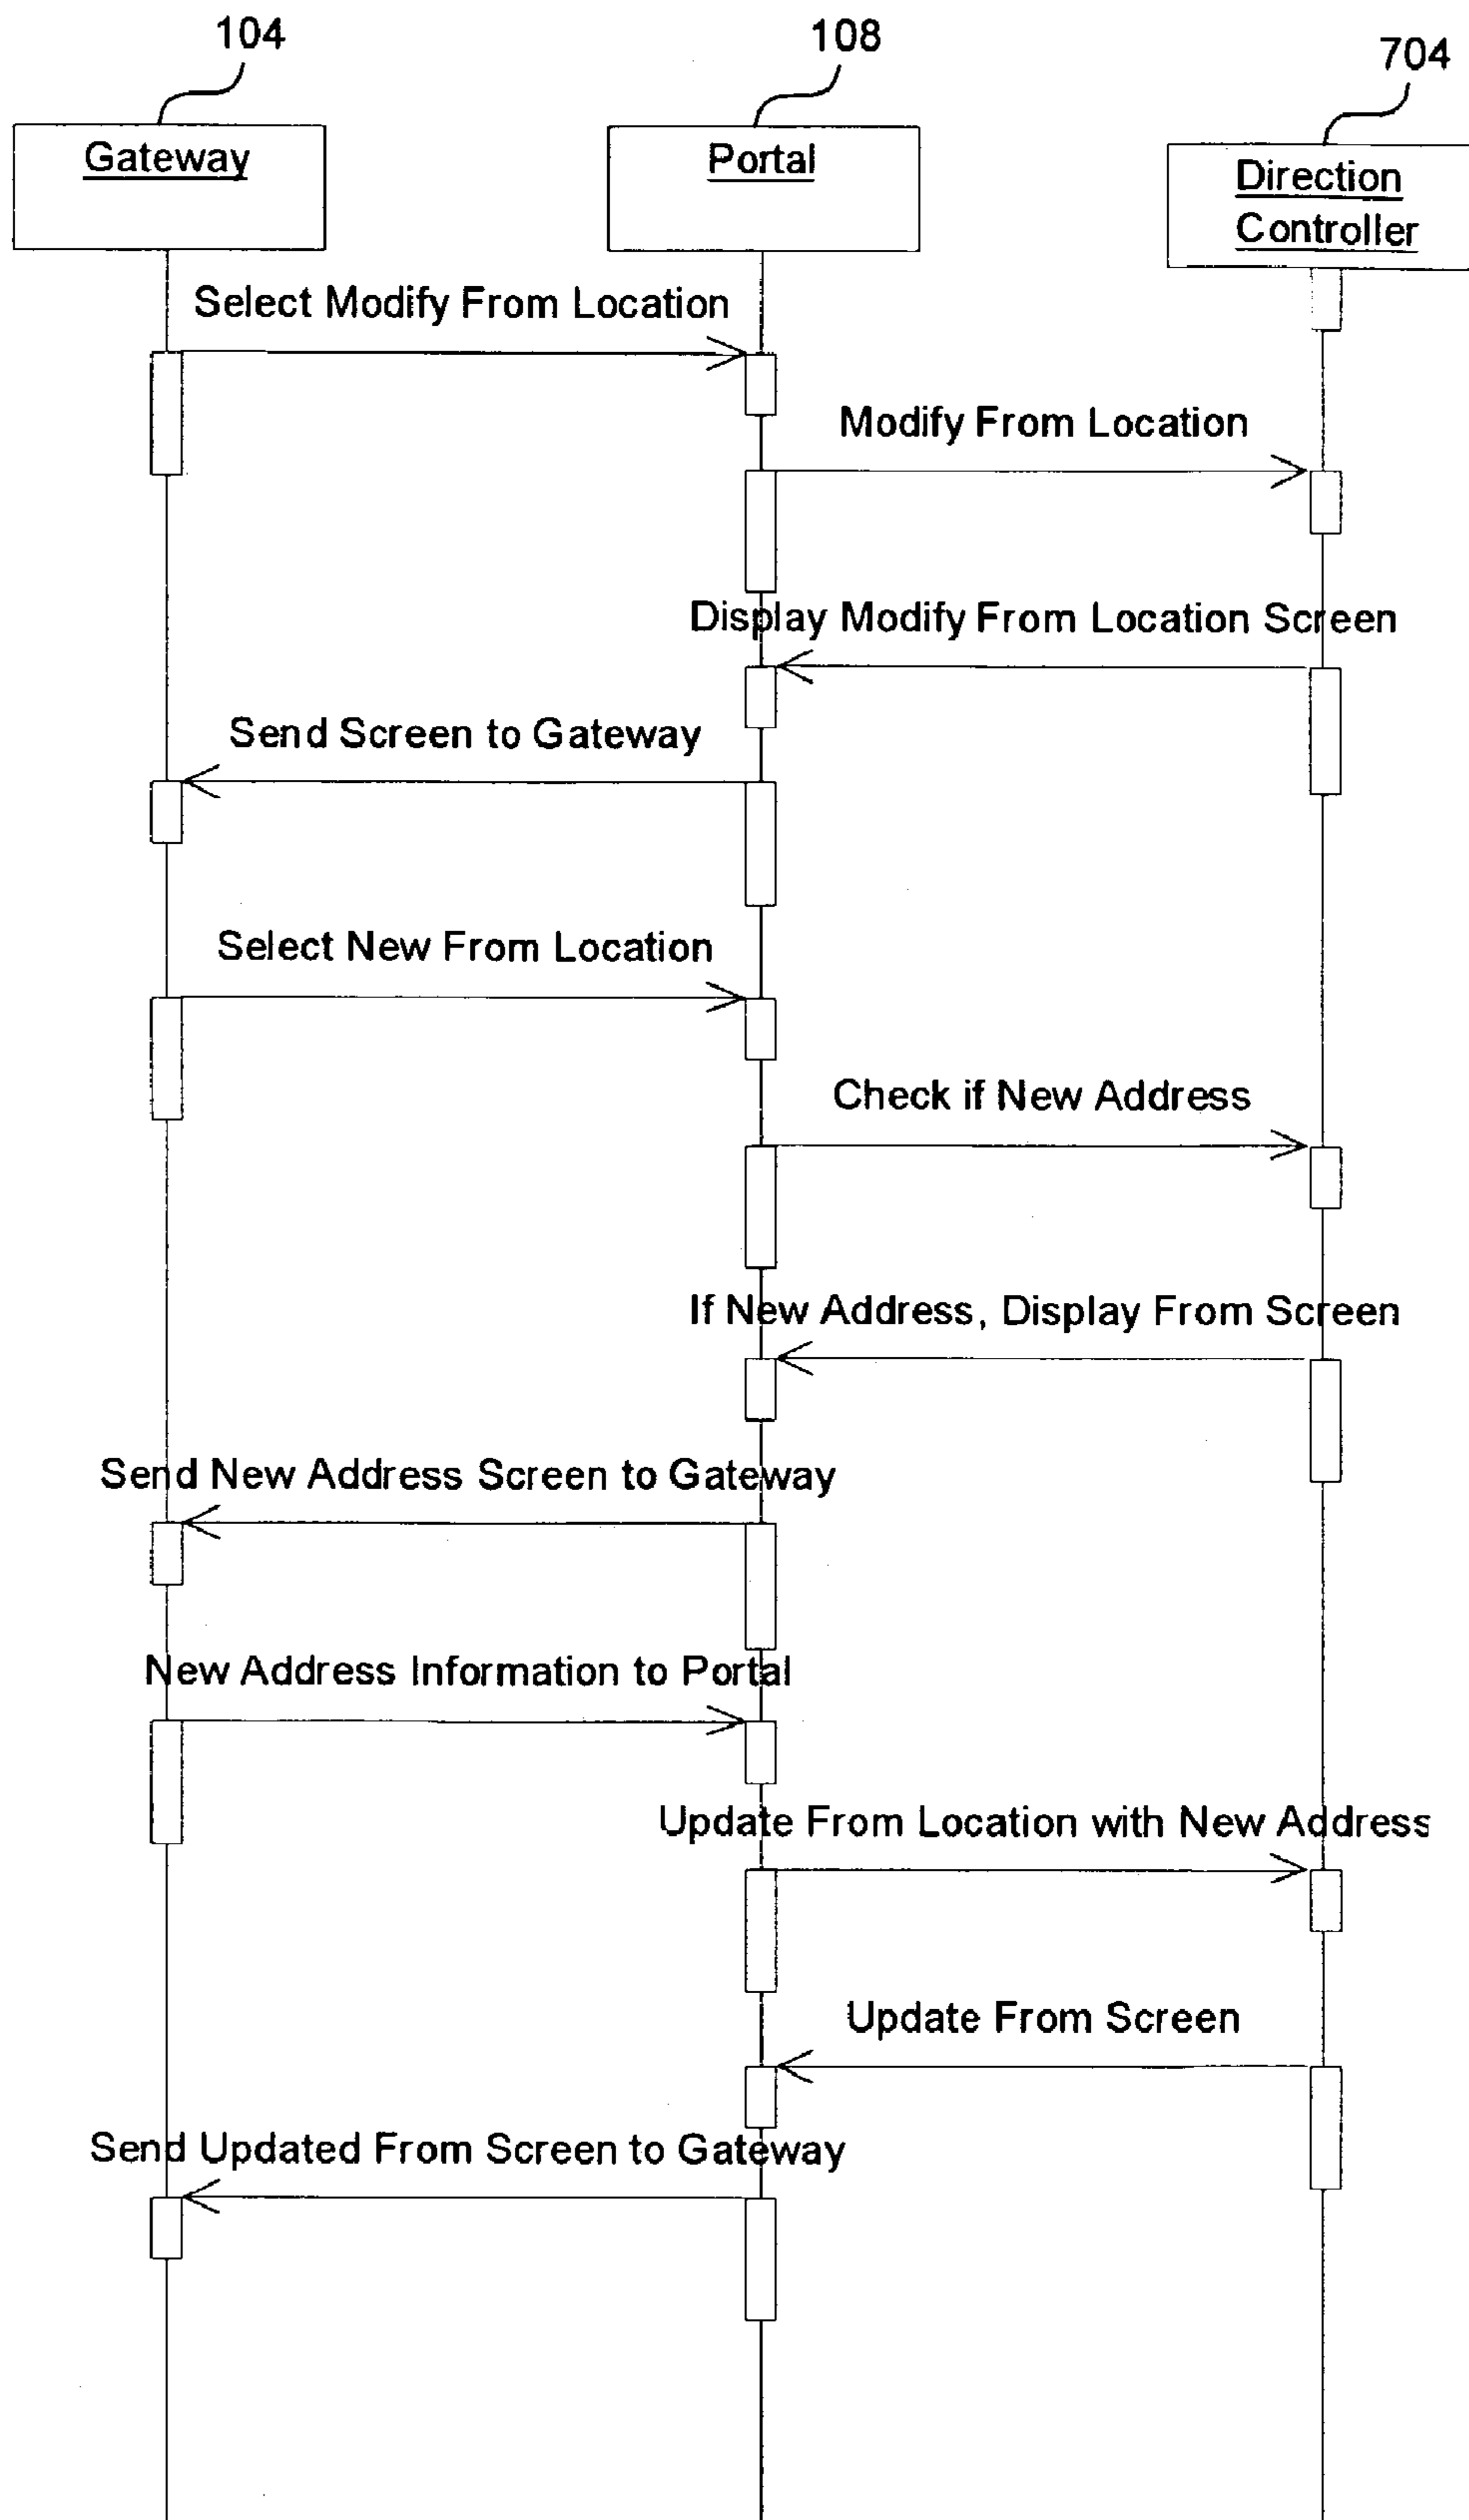 104
108
704
Gateway
Portal
Direction
Controller
Select Modify From Location
Modify From Location
Display Modify From Location Screen
Send Screen to Gateway
Select New From Location
Check if New Address
If New Address, Display From Screen
Send New Address Screen to Gateway
New Address Information to Portal
Update From Location with New Address
Update From Screen
Send Updated From Screen to Gateway